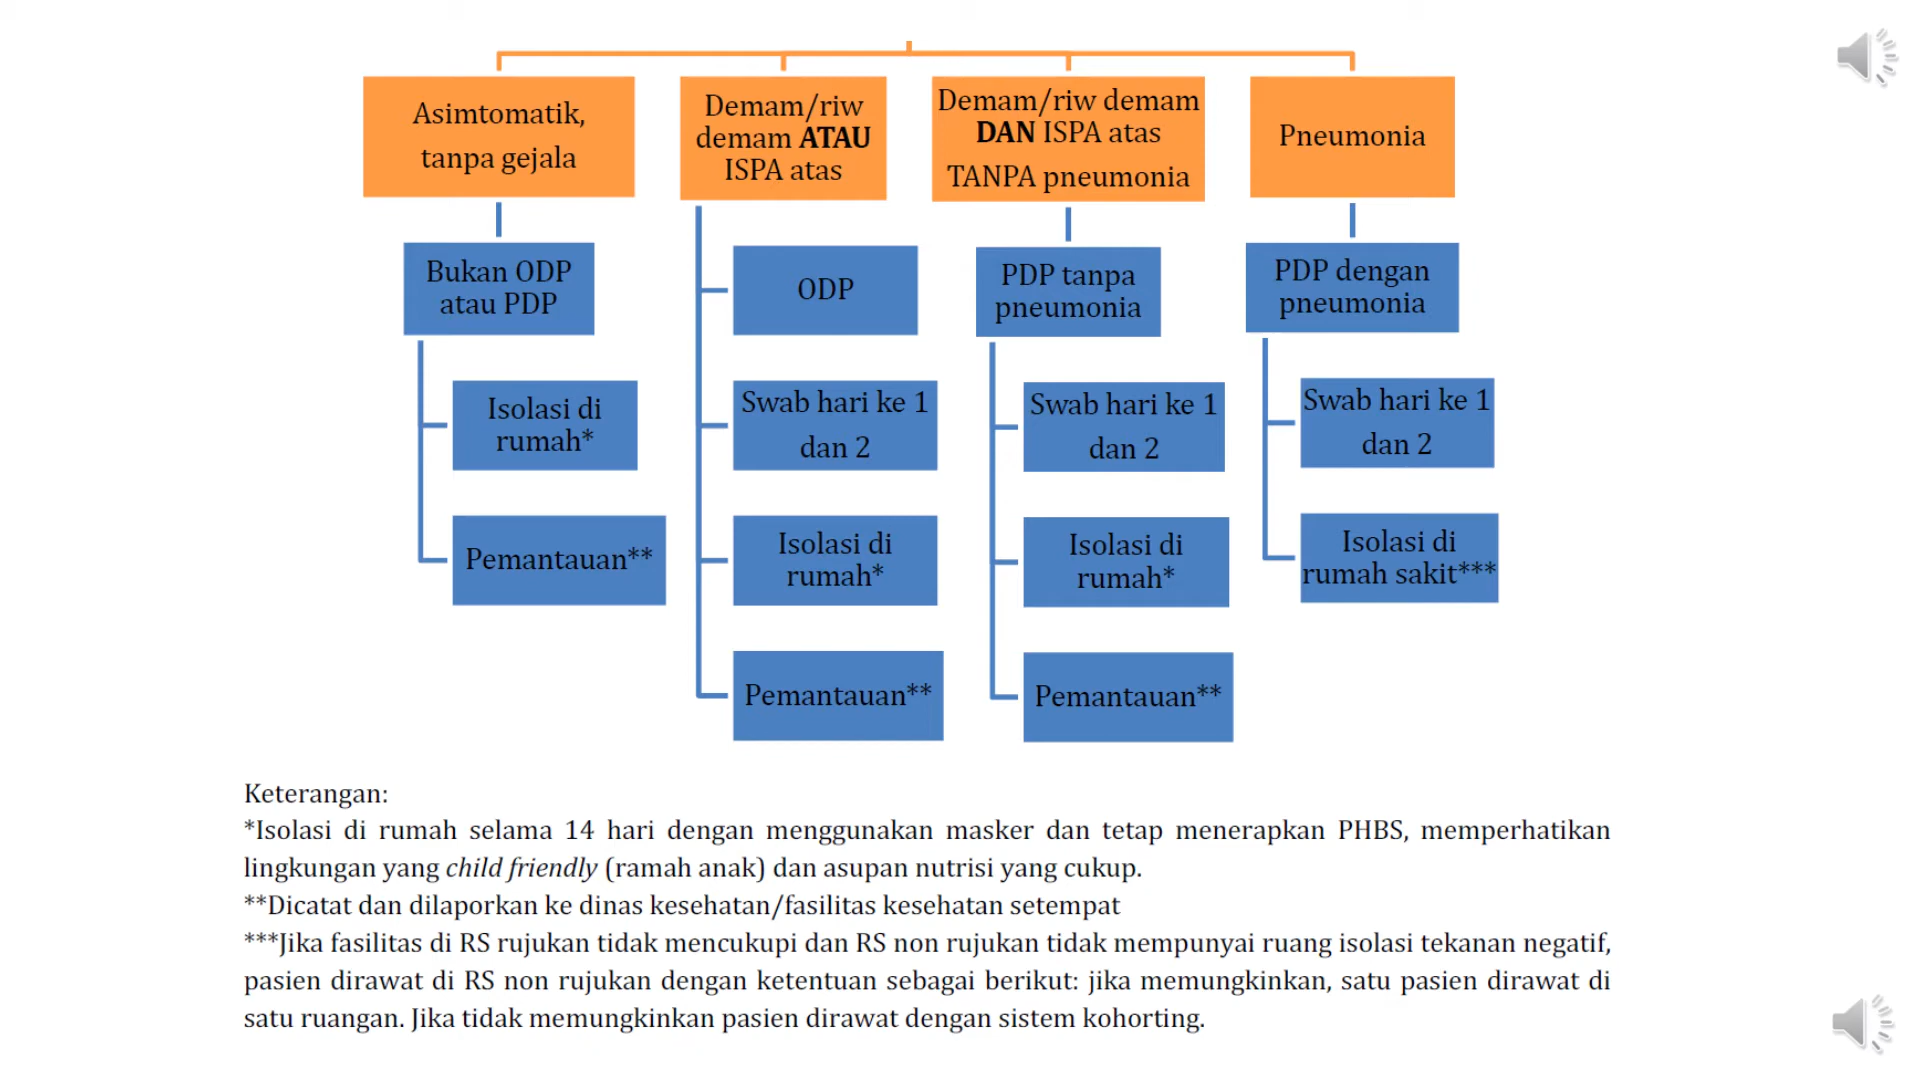 Asimtomatik,
tanpa gejala
Demam/riw
demam ATAU
ISPA atas
Demam/riw demam
DAN ISPA atas
TANPA pneumonia
Pneumonia
Bukan ODP
atau PDP
Isolasi di
rumah*
Pemantauan**
ODP
Swab hari ke 1
dan 2
Isolasi di
rumah*
Pemantauan**
PDP tanpa
pneumonia
Swab hari ke 1
dan 2
Isolasi di
rumah*
Pemantauan**
PDP dengan
pneumonia
Swab hari ke 1
dan 2
Isolasi di
rumah sakit***
Keterangan:
*Isolasi di rumah selama 14 hari dengan menggunakan masker dan tetap menerapkan PHBS, memperhatikan
lingkungan yang child friendly (ramah anak) dan asupan nutrisi yang cukup.
**Dicatat dan dilaporkan ke dinas kesehatan/fasilitas kesehatan setempat
***Jika fasilitas di RS rujukan tidak mencukupi dan RS non rujukan tidak mempunyai ruang isolasi tekanan negatif,
pasien dirawat di RS non rujukan dengan ketentuan sebagai berikut: jika memungkinkan, satu pasien dirawat di
satu ruangan. Jika tidak memungkinkan pasien dirawat dengan sistem kohorting.